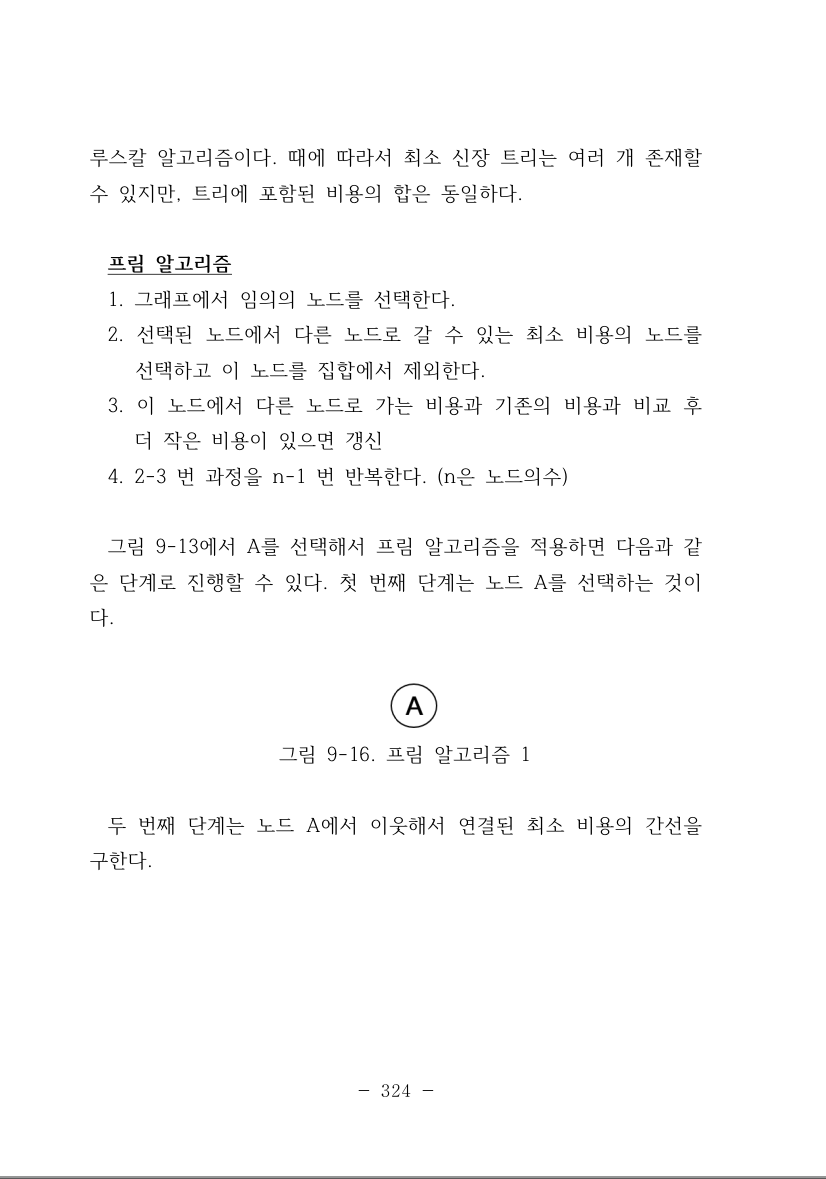 루스칼 알고리즘이다. 때에 따라서 최소 신장 트리는 여러 개 존재할
수 있지만, 트리에 포함된 비용의 합은 동일하다.
프림 알고리즘
1. 그래프에서 임의의 노드를 선택한다.
2. 선택된 노드에서 다른 노드로 갈 수 있는 최소 비용의 노드를
선택하고 이 노드를 집합에서 제외한다.
3. 이 노드에서 다른 노드로 가는 비용과 기존의 비용과 비교 후
더 작은 비용이 있으면 갱신
4. 2-3 번 과정을 n-1 번 반복한다. (n은 노드의수)
그림 9-13에서 A를 선택해서 프림 알고리즘을 적용하면 다음과 같
은 단계로 진행할 수 있다. 첫 번째 단계는 노드 A를 선택하는 것이
다.
A
그림 9-16. 프림 알고리즘 1
두 번째 단계는 노드 A에서 이웃해서 연결된 최소 비용의 간선을
구한다.
- 324 -